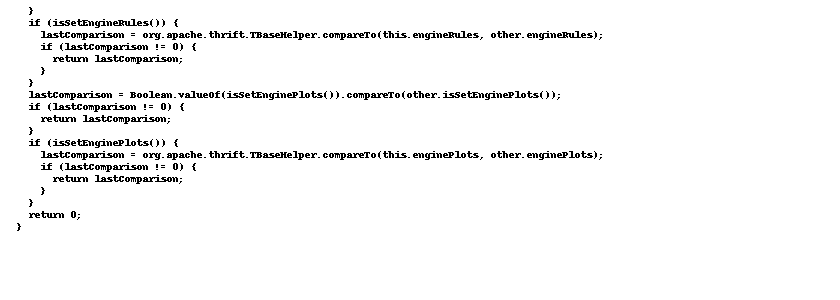 }
if (isSetEngineRules()) {
lastComparison = org.apache.thrift.TBaseHelper.compareTo(this.engineRules, other.engineRules);
if (lastComparison != 0) {
return lastComparison;
}
}
lastComparison = Boolean.valueOf(isSetEnginePlots()).compareTo(other.isSetEnginePlots());
if (lastComparison != 0) {
return lastComparison;
}
if (isSetEnginePlots()) {
lastComparison = org.apache.thrift.TBaseHelper.compareTo(this.enginePlots, other.enginePlots);
if (lastComparison != 0) {
return lastComparison;
}
}
return 0;
}